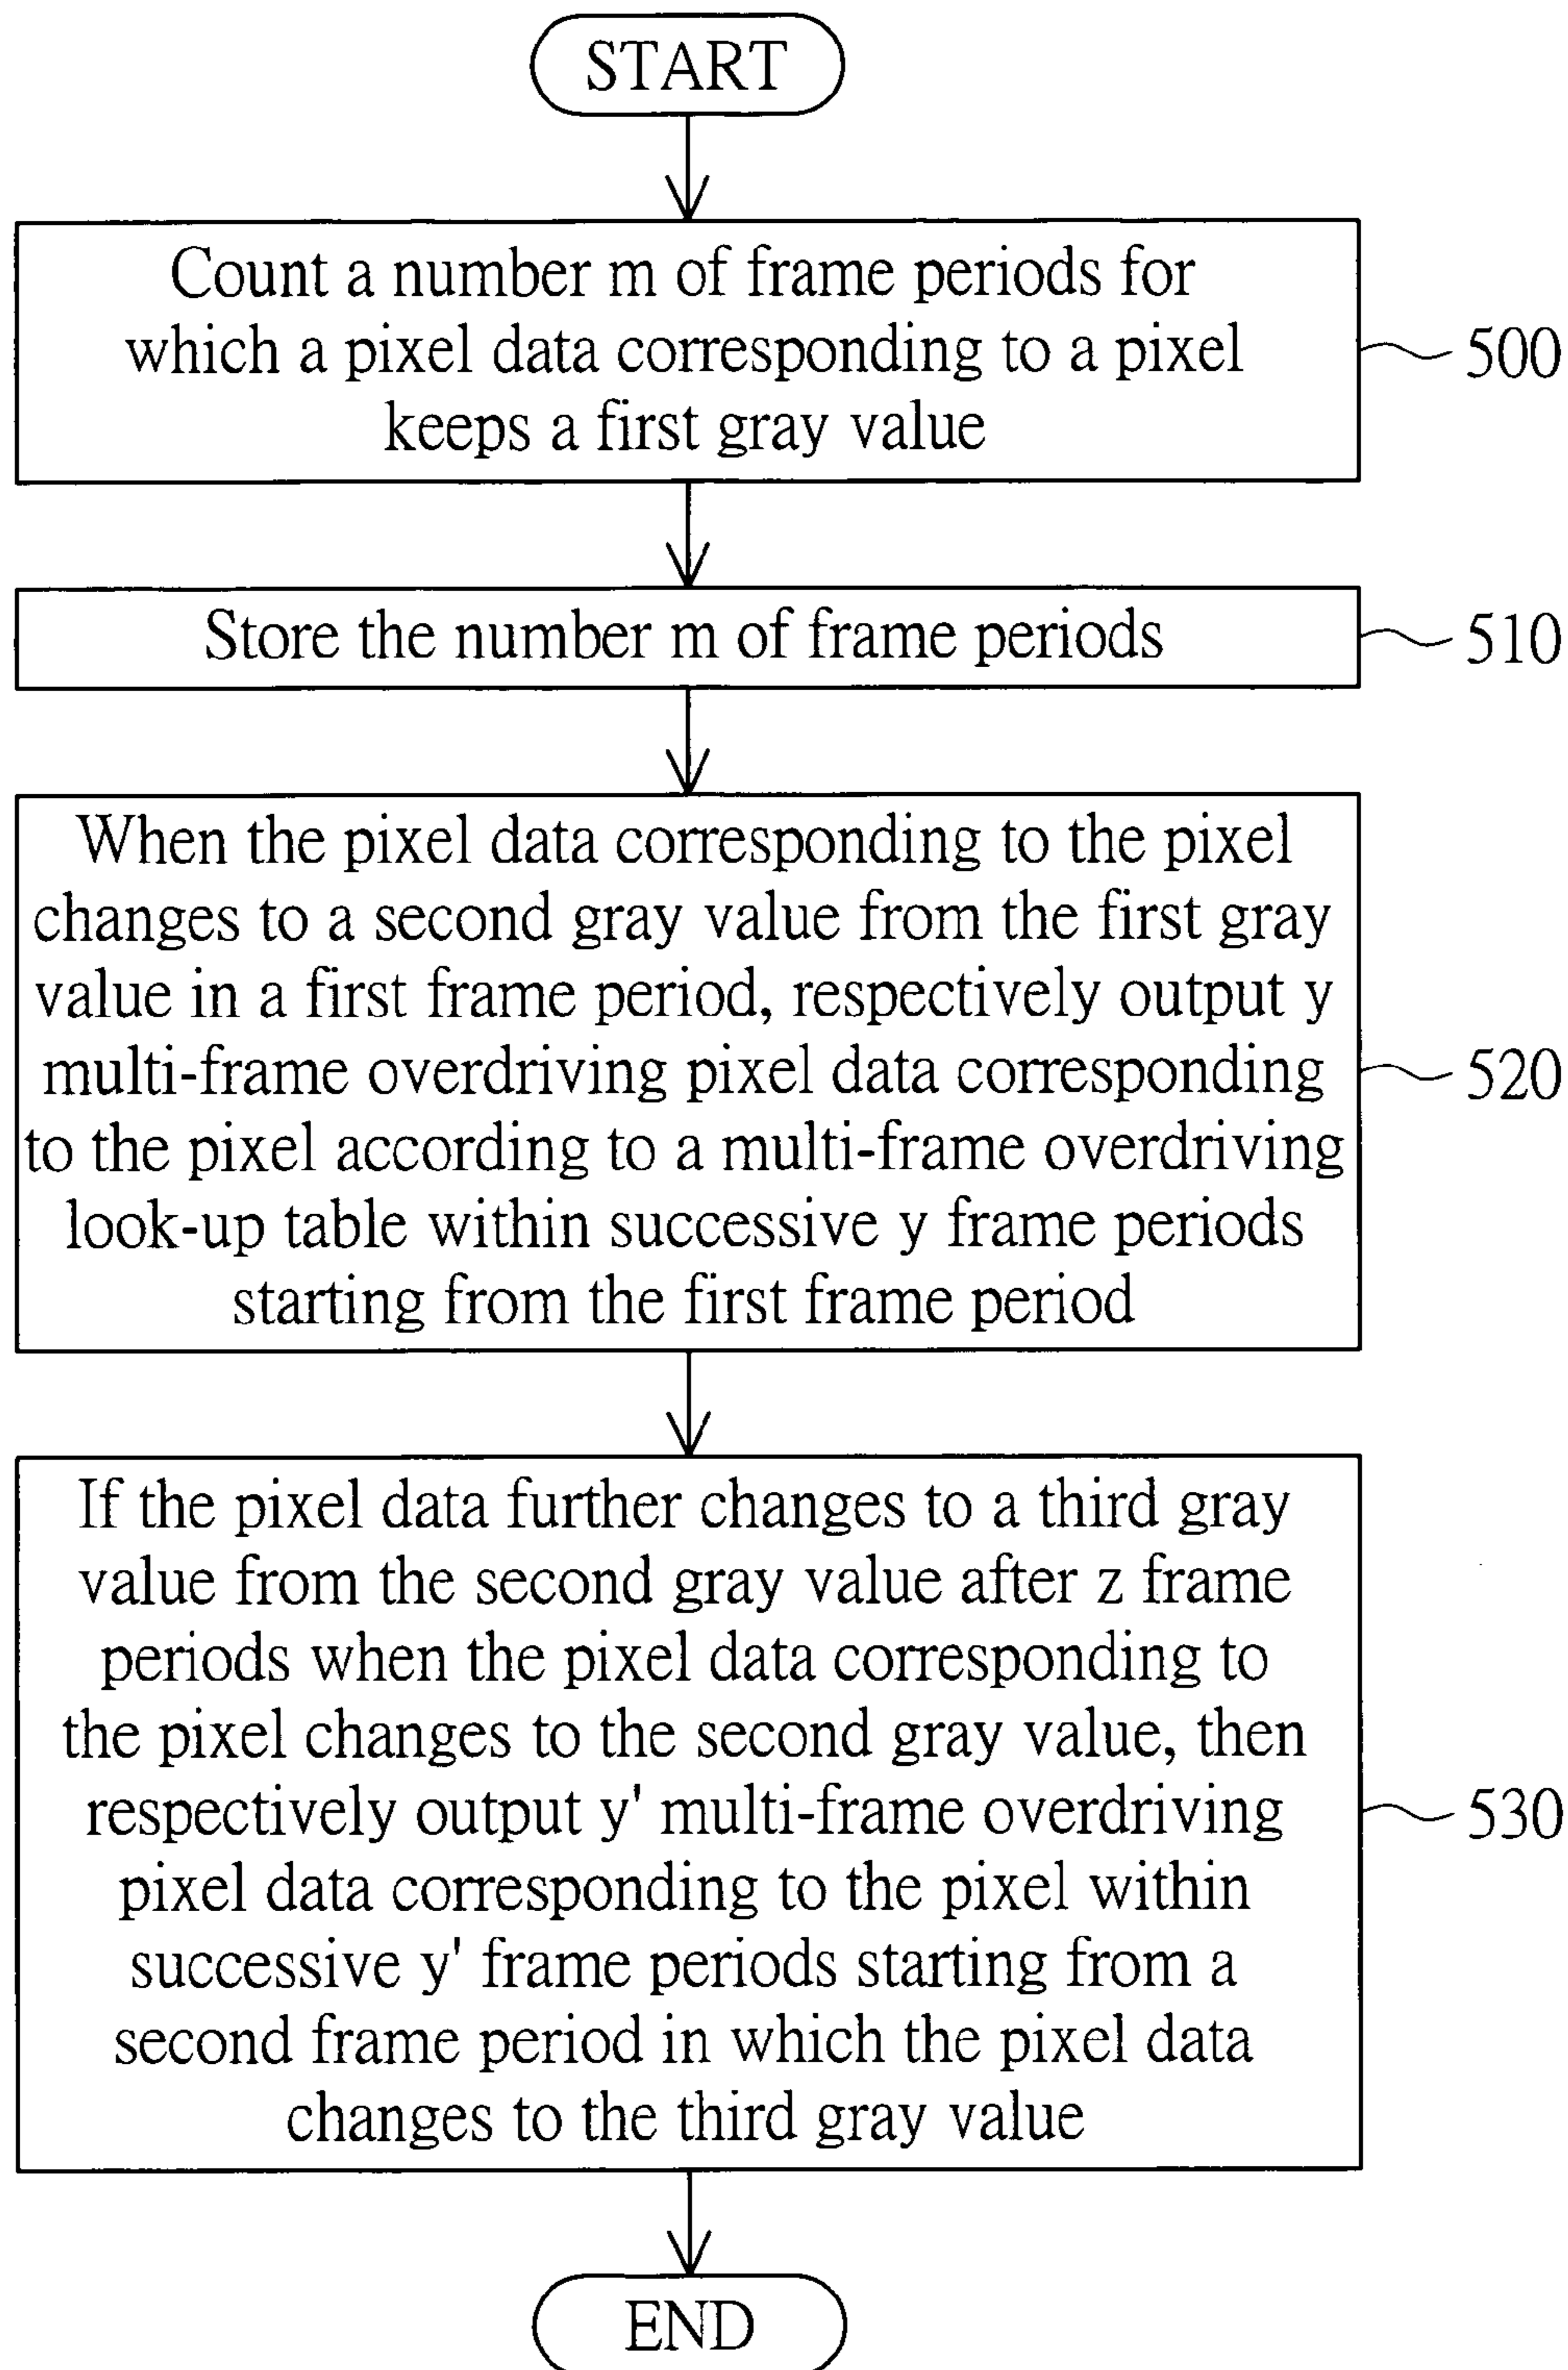 START
Count a number m of frame periods for
which a pixel data corresponding to a pixel
keeps a first gray value
500
Store the number m of frame periods
510
When the pixel data corresponding to the pixel
changes to a second gray value from the first gray
value in a first frame period, respectively output y
multi-frame overdriving pixel data corresponding
to the pixel according to a multi-frame overdriving
look-up table within successive y frame periods
starting from the first frame period
520
If the pixel data further changes to a third gray
value from the second gray value after z frame
periods when the pixel data corresponding to
the pixel changes to the second gray value, then
respectively output y' multi-frame overdriving
pixel data corresponding to the pixel within
successive y' frame periods starting from a
second frame period in which the pixel data
changes to the third gray value
530
END